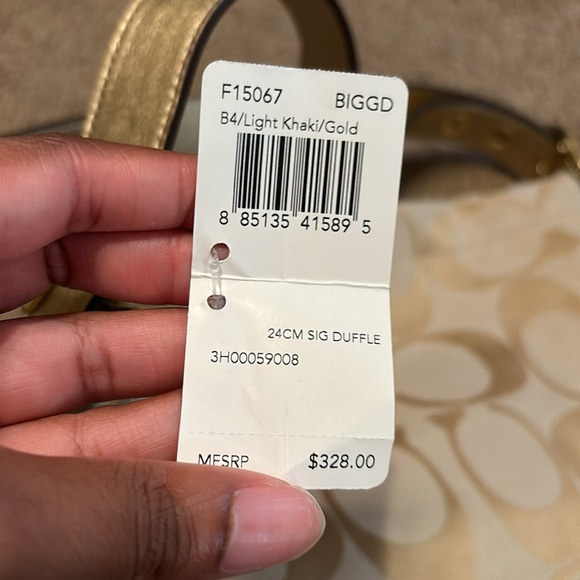 F15067 BIGGD
B4/Light Khaki/Gold
8 85135 41589 5
24CM SIG DUFFLE
3H00059008
MFSRP $328.00